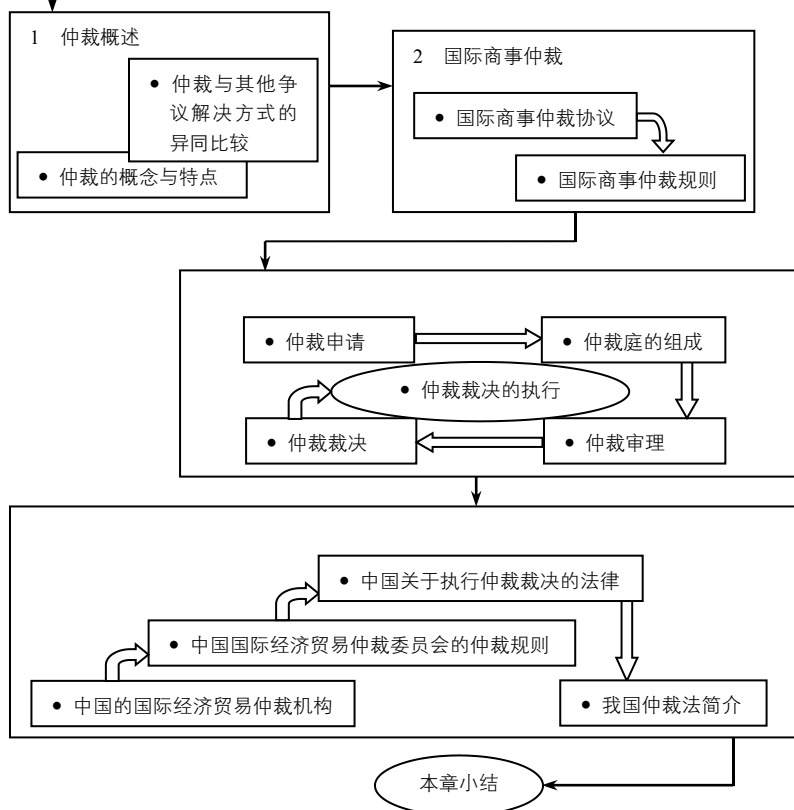 1 仲裁概述
● 仲裁与其他争
议解决方式的
异同比较
● 仲裁的概念与特点
2 国际商事仲裁
● 国际商事仲裁协议
● 国际商事仲裁规则
● 仲裁申请
● 仲裁庭的组成
● 仲裁裁决的执行
● 仲裁裁决
● 仲裁审理
● 中国关于执行仲裁裁决的法律
● 中国国际经济贸易仲裁委员会的仲裁规则
● 中国的国际经济贸易仲裁机构
● 我国仲裁法简介
本章小结